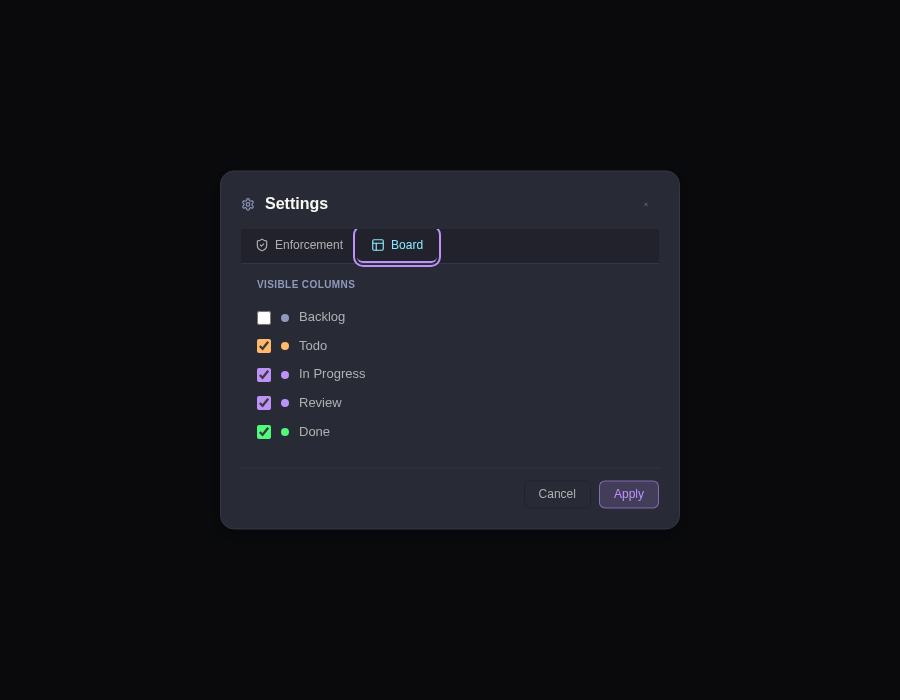 Settings
Enforcement Board
VISIBLE COLUMNS
Backlog
Todo
In Progress
Review
Done
Cancel Apply